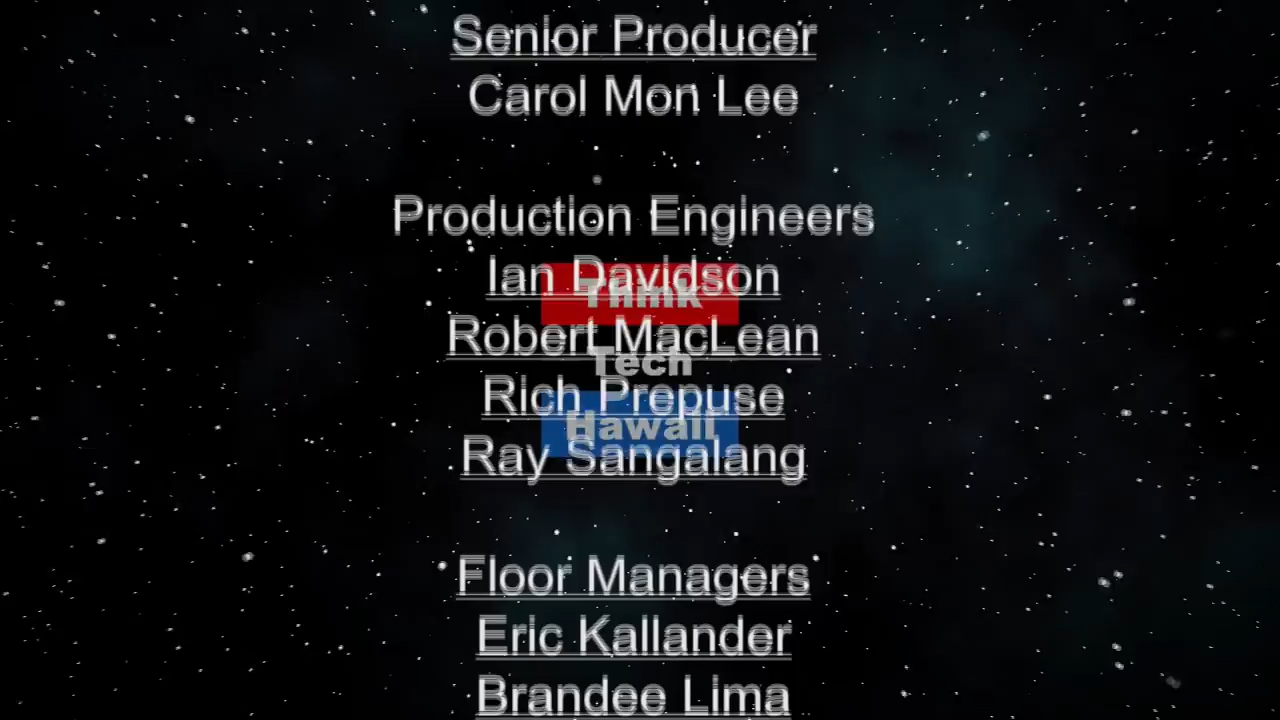 Senior Producer
Carol Mon Lee
Production Engineers
Ian Davidson
Think
Robert MacLean
Tech
Rich Prepuse
Hawaii
Ray Sangalang
Floor Managers
Eric Kallander
Brandee Lima